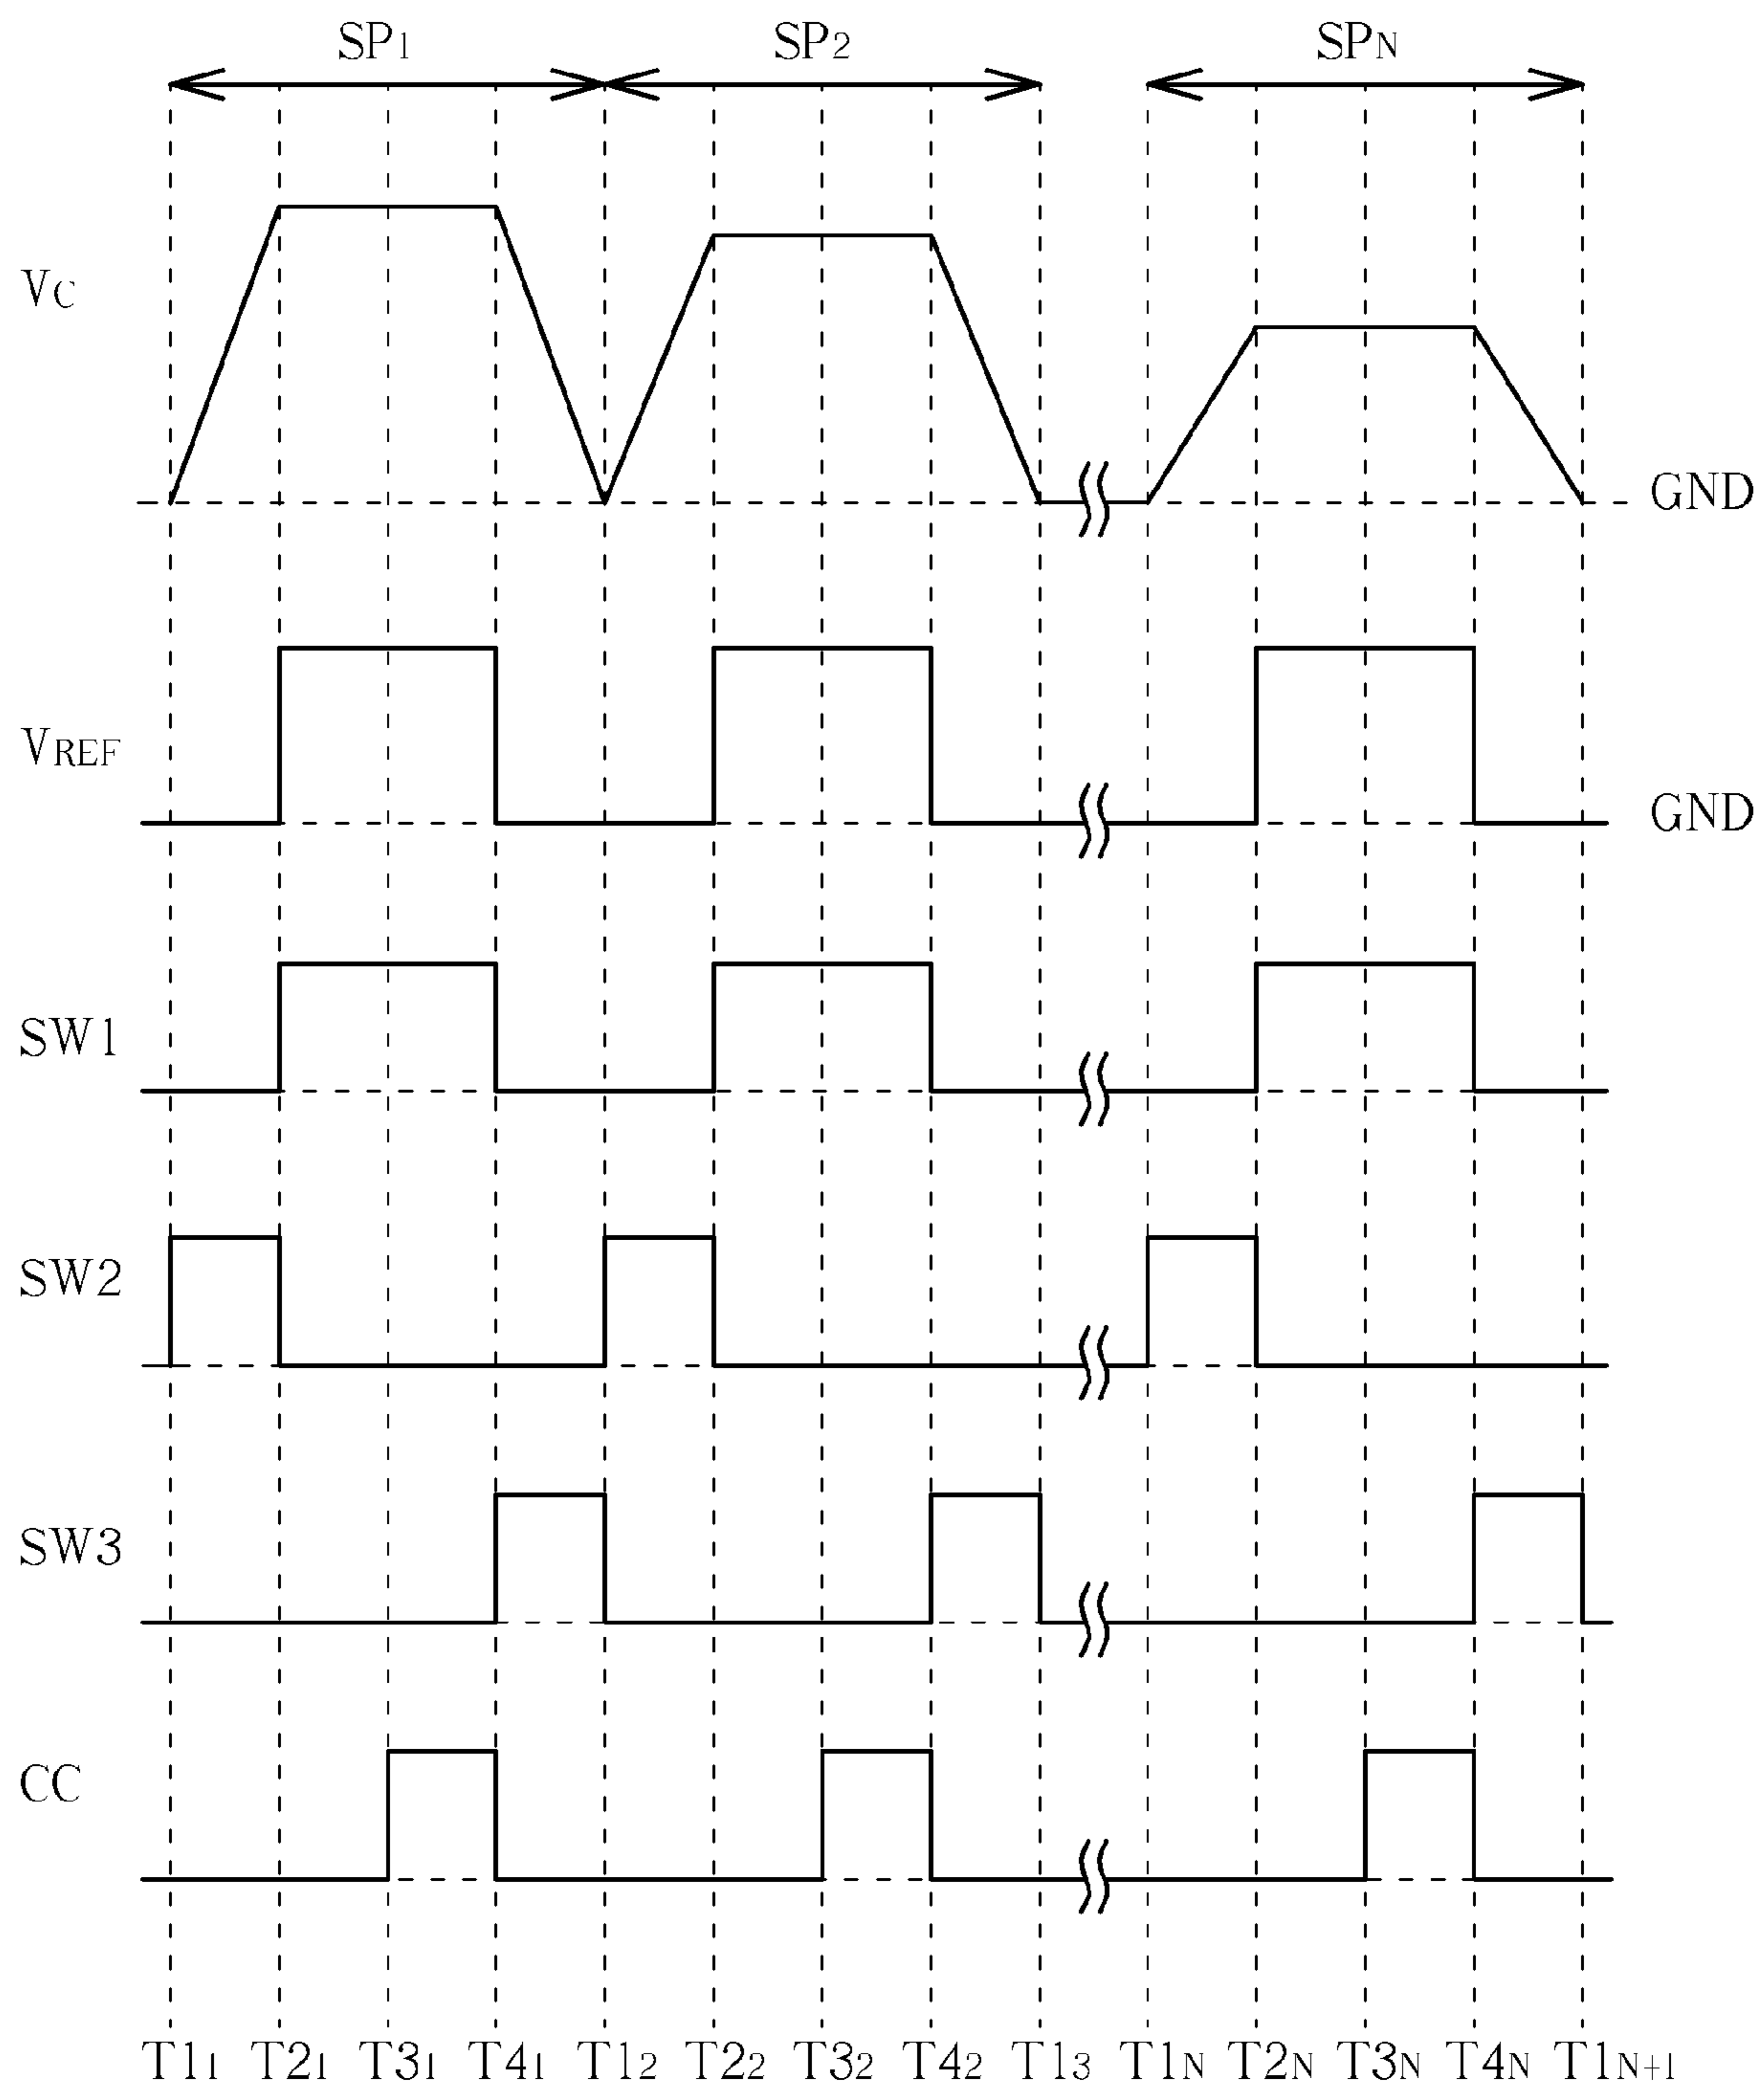 SP1 SP2 SPN
VC
GND
VREF
GND
SW1
SW2
SW3
CC
T11 T21 T31 T41 T12 T22 T32 T42 T13 T1N T2N T3N T4N T1N+1